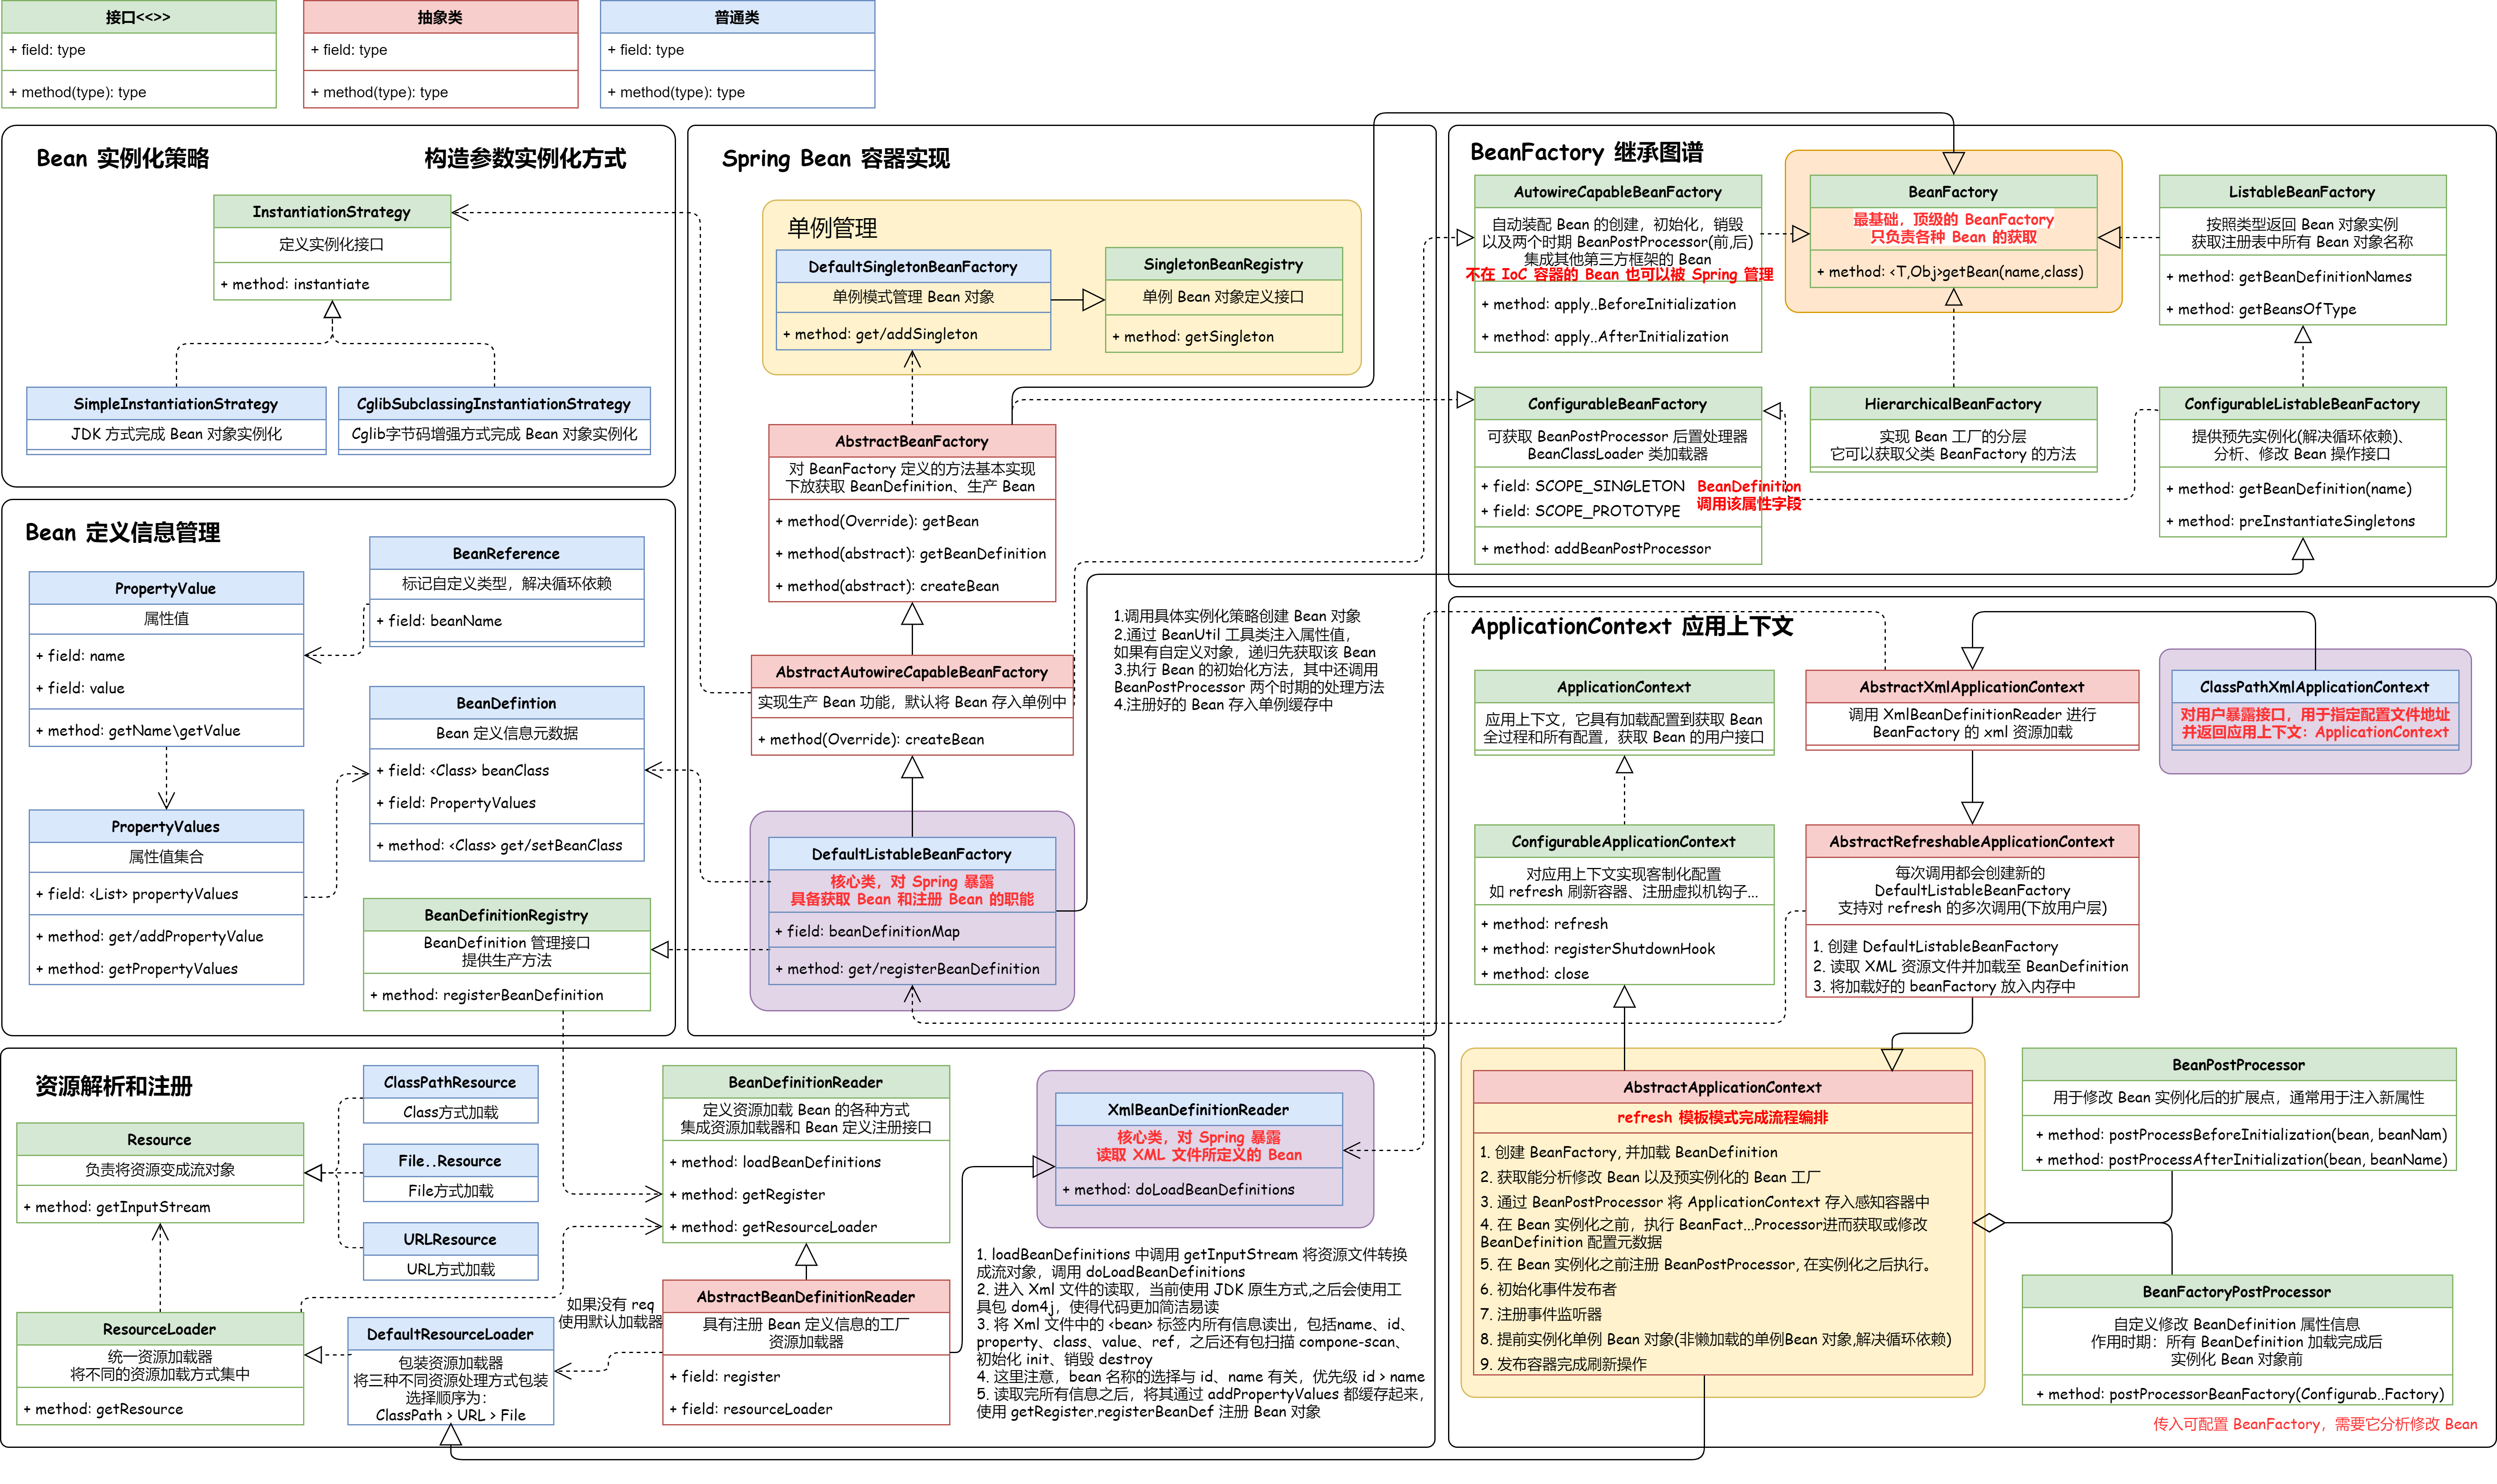 接口<<>>
+ field: type
+ method(type): type
抽象类
+ field: type
+ method(type): type
普通类
+ field: type
+ method(type): type
Bean 实例化策略
构造参数实例化方式
InstantiationStrategy
定义实例化接口
+ method: instantiate
SimpleInstantiationStrategy
JDK 方式完成 Bean 对象实例化
CglibSubclassingInstantiationStrategy
Cglib字节码增强方式完成 Bean 对象实例化
Spring Bean 容器实现
单例管理
DefaultSingletonBeanFactory
单例模式管理 Bean 对象
+ method: get/addSingleton
SingletonBeanRegistry
单例 Bean 对象定义接口
+ method: getSingleton
AbstractBeanFactory
对 BeanFactory 定义的方法基本实现
下放获取 BeanDefinition、生产 Bean
+ method(Override): getBean
+ method(abstract): getBeanDefinition
+ method(abstract): createBean
1.调用具体实例化策略创建 Bean 对象
2.通过 BeanUtil 工具类注入属性值，
如果有自定义对象，递归先获取该 Bean
3.执行 Bean 的初始化方法，其中还调用
BeanPostProcessor 两个时期的处理方法
4.注册好的 Bean 存入单例缓存中
AbstractAutowireCapableBeanFactory
实现生产 Bean 功能，默认将 Bean 存入单例中
+ method(Override): createBean
DefaultListableBeanFactory
核心类，对 Spring 暴露
具备获取 Bean 和注册 Bean 的职能
+ field: beanDefinitionMap
+ method: get/registerBeanDefinition
BeanFactory 继承图谱
AutowireCapableBeanFactory
自动装配 Bean 的创建，初始化，销毁
以及两个时期 BeanPostProcessor(前,后)
集成其他第三方框架的 Bean
不在 IoC 容器的 Bean 也可以被 Spring 管理
+ method: apply..BeforeInitialization
+ method: apply..AfterInitialization
BeanFactory
最基础，顶级的 BeanFactory
只负责各种 Bean 的获取
+ method: <T,Obj>getBean(name,class)
ListableBeanFactory
按照类型返回 Bean 对象实例
获取注册表中所有 Bean 对象名称
+ method: getBeanDefinitionNames
+ method: getBeansOfType
ConfigurableBeanFactory
可获取 BeanPostProcessor 后置处理器
BeanClassLoader 类加载器
+ field: SCOPE_SINGLETON
+ field: SCOPE_PROTOTYPE
BeanDefinition
调用该属性字段
+ method: addBeanPostProcessor
HierarchicalBeanFactory
实现 Bean 工厂的分层
它可以获取父类 BeanFactory 的方法
ConfigurableListableBeanFactory
提供预先实例化(解决循环依赖)、
分析、修改 Bean 操作接口
+ method: getBeanDefinition(name)
+ method: preInstantiateSingletons
Bean 定义信息管理
PropertyValue
属性值
+ field: name
+ field: value
+ method: getName\getValue
BeanReference
标记自定义类型，解决循环依赖
+ field: beanName
BeanDefintion
Bean 定义信息元数据
+ field: <Class> beanClass
+ field: PropertyValues
+ method: <Class> get/setBeanClass
PropertyValues
属性值集合
+ field: <List> propertyValues
+ method: get/addPropertyValue
+ method: getPropertyValues
BeanDefinitionRegistry
BeanDefinition 管理接口
提供生产方法
+ method: registerBeanDefinition
ApplicationContext 应用上下文
ApplicationContext
应用上下文，它具有加载配置到获取 Bean
全过程和所有配置，获取 Bean 的用户接口
AbstractXmlApplicationContext
调用 XmlBeanDefinitionReader 进行
BeanFactory 的 xml 资源加载
ClassPathXmlApplicationContext
对用户暴露接口，用于指定配置文件地址
并返回应用上下文：ApplicationContext
ConfigurableApplicationContext
对应用上下文实现客制化配置
如 refresh 刷新容器、注册虚拟机钩子...
+ method: refresh
+ method: registerShutdownHook
+ method: close
AbstractRefreshableApplicationContext
每次调用都会创建新的
DefaultListableBeanFactory
支持对 refresh 的多次调用(下放用户层)
1. 创建 DefaultListableBeanFactory
2. 读取 XML 资源文件并加载至 BeanDefinition
3. 将加载好的 beanFactory 放入内存中
AbstractApplicationContext
refresh 模板模式完成流程编排
1. 创建 BeanFactory, 并加载 BeanDefinition
2. 获取能分析修改 Bean 以及预实例化的 Bean 工厂
3. 通过 BeanPostProcessor 将 ApplicationContext 存入感知容器中
4. 在 Bean 实例化之前，执行 BeanFact...Processor进而获取或修改
BeanDefinition 配置元数据
5. 在 Bean 实例化之前注册 BeanPostProcessor, 在实例化之后执行。
6. 初始化事件发布者
7. 注册事件监听器
8. 提前实例化单例 Bean 对象(非懒加载的单例Bean 对象,解决循环依赖)
9. 发布容器完成刷新操作
BeanPostProcessor
用于修改 Bean 实例化后的扩展点，通常用于注入新属性
+ method: postProcessBeforeInitialization(bean, beanNam)
+ method: postProcessAfterInitialization(bean, beanName)
BeanFactoryPostProcessor
自定义修改 BeanDefinition 属性信息
作用时期：所有 BeanDefinition 加载完成后
实例化 Bean 对象前
+ method: postProcessorBeanFactory(Configurab..Factory)
传入可配置 BeanFactory，需要它分析修改 Bean
资源解析和注册
ClassPathResource
Class方式加载
Resource
负责将资源变成流对象
+ method: getInputStream
File..Resource
File方式加载
URLResource
URL方式加载
ResourceLoader
统一资源加载器
将不同的资源加载方式集中
+ method: getResource
DefaultResourceLoader
包装资源加载器
将三种不同资源处理方式包装
选择顺序为：
ClassPath > URL > File
如果没有 req
使用默认加载器
BeanDefinitionReader
定义资源加载 Bean 的各种方式
集成资源加载器和 Bean 定义注册接口
+ method: loadBeanDefinitions
+ method: getRegister
+ method: getResourceLoader
AbstractBeanDefinitionReader
具有注册 Bean 定义信息的工厂
资源加载器
+ field: register
+ field: resourceLoader
XmlBeanDefinitionReader
核心类，对 Spring 暴露
读取 XML 文件所定义的 Bean
+ method: doLoadBeanDefinitions
1. loadBeanDefinitions 中调用 getInputStream 将资源文件转换
成流对象，调用 doLoadBeanDefinitions
2. 进入 Xml 文件的读取，当前使用 JDK 原生方式,之后会使用工
具包 dom4j，使得代码更加简洁易读
3. 将 Xml 文件中的 <bean> 标签内所有信息读出，包括name、id、
property、class、value、ref，之后还有包扫描 compone-scan、
初始化 init、销毁 destroy
4. 这里注意，bean 名称的选择与 id、name 有关，优先级 id > name
5. 读取完所有信息之后，将其通过 addPropertyValues 都缓存起来，
使用 getRegister.registerBeanDef 注册 Bean 对象